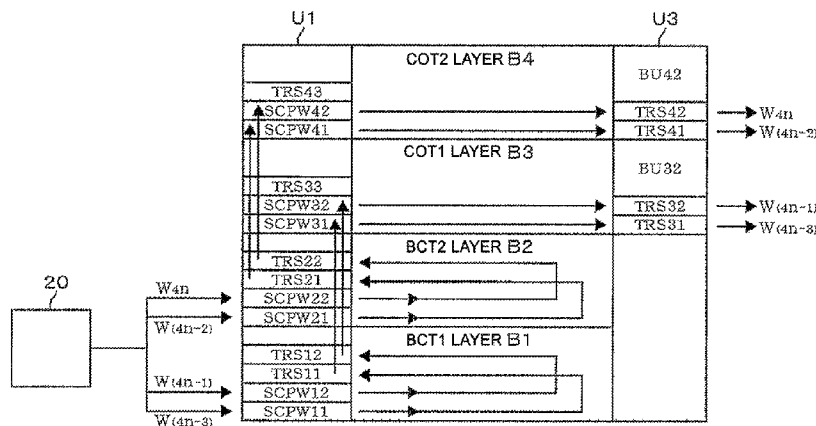 U1 U3
COT2 LAYER B4
BU42
TRS43
SCPW42 TRS42 W4n
SCPW41 TRS41 W(4n-2)
COT1 LAYER B3
BU32
TRS33
SCPW32 TRS32 W(4n-1)
SCPW31 TRS31 W(4n-3)
BCT2 LAYER B2
TRS22
TRS21
20
W4n SCPW22
W(4n-2) SCPW21
BCT1 LAYER B1
TRS12
TRS11
W(4n-1) SCPW12
W(4n-3) SCPW11